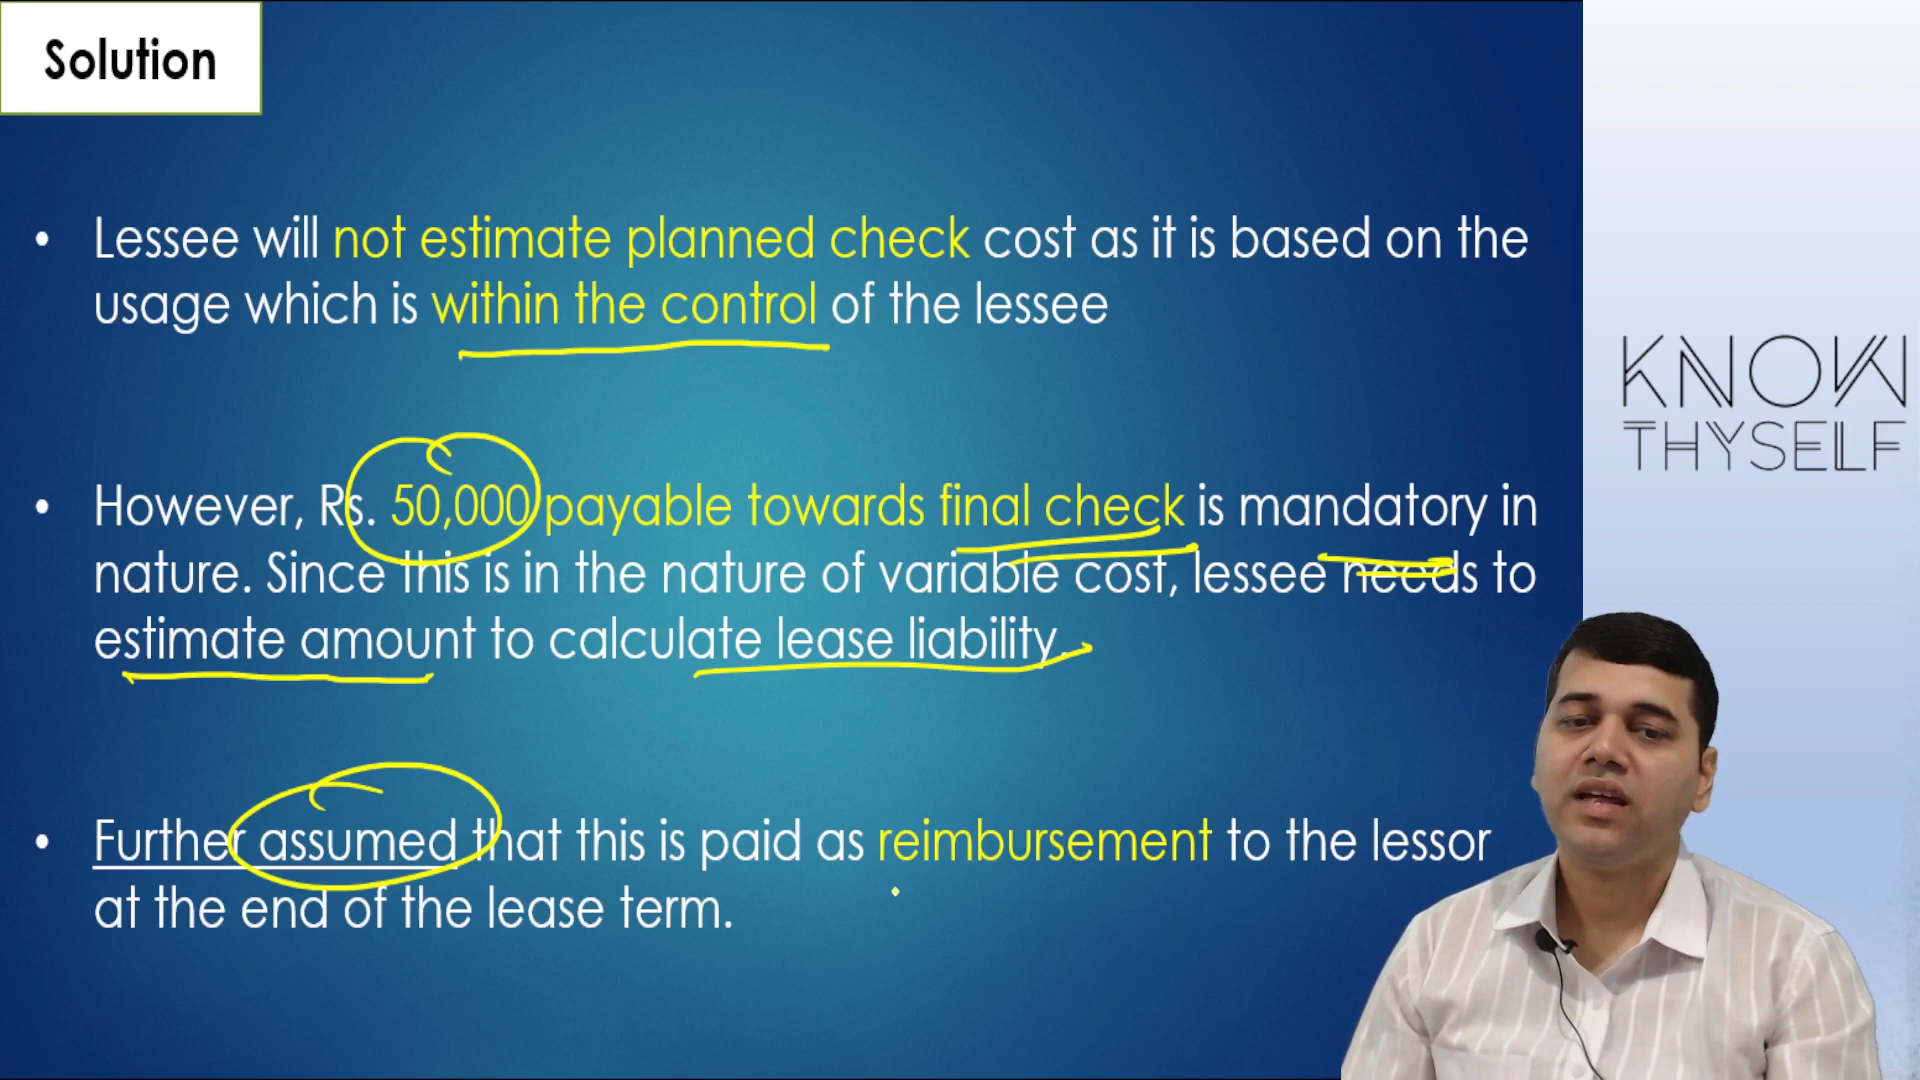 Solution
• Lessee will not estimate planned check cost as it is based on the
usage which is within the control of the lessee
• However, Rs. 50,000 payable towards final check is mandatory in
nature. Since this is in the nature of variable cost, lessee needs to
estimate amount to calculate lease liability.
• Further assumed that this is paid as reimbursement to the lessor
at the end of the lease term.
KNOW
THYSELF